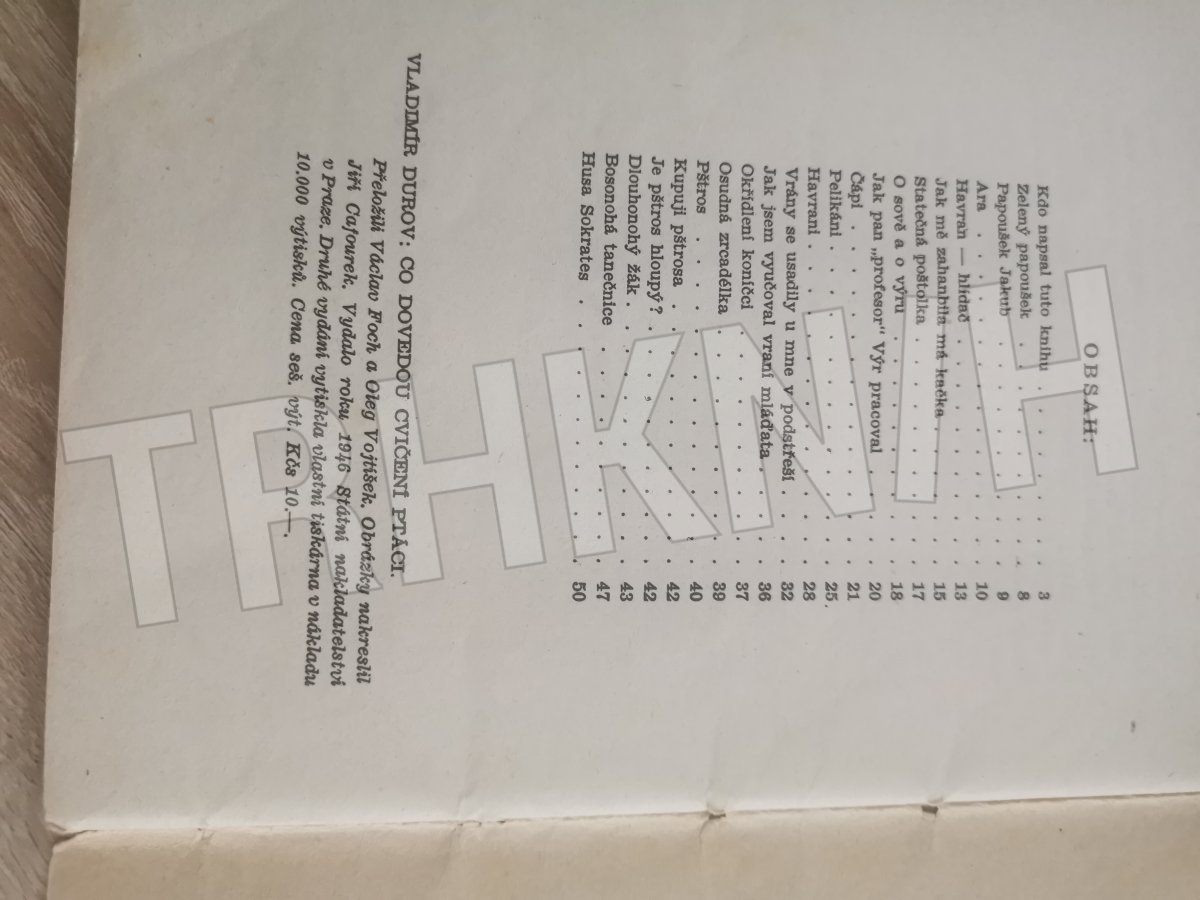 OBSAH:
Kdo napsal tuto knihu . . . . . . . . . 3
Zelený papoušek . . . . . . . . . . . 8
Papoušek Jakub . . . . . . . . . . . 9
Ara . . . . . . . . . . . . . . . . 10
Havran — hlídač . . . . . . . . . . . 13
Jak mě zahanbila má kačka . . . . . . . 15
Statečná poštolka . . . . . . . . . . . 17
O sově a o výru . . . . . . . . . . . 18
Jak pan „profesor“ Výr pracoval . . . . . 20
Čápi . . . . . . . . . . . . . . . . 21
Pelikáni . . . . . . . . . . . . . . . 25.
Havrani . . . . . . . . . . . . . . . 28
Vrány se usadily u mne v podstřeší . . . . 32
Jak jsem vyučoval vraní mláďata . . . . . 36
Okřídlení koníčci . . . . . . . . . . . 37
Osudná zrcadélka . . . . . . . . . . . 39
Pštros . . . . . . . . . . . . . . . 40
Kupuji pštrosa . . . . . . . . . . . . 42
Je pštros hloupý? . . . . . . . . . . . 42
Dlouhonohý žák . . . . . . . . . . . . 43
Bosonohá tanečnice . . . . . . . . . . 47
Husa Sokrates . . . . . . . . . . . . 50
VLADIMÍR DUROV: CO DOVEDOU CVIČENÍ PTÁCI.
Přeložili Václav Foch a Oleg Vojtíšek. Obrázky nakreslil
Jiří Cafourek. Vydalo roku 1946 Státní nakladatelství
v Praze. Druhé vydání vytiskla vlastní tiskárna v nákladu
10.000 výtisků. Cena seš. výt. Kčs 10.—.